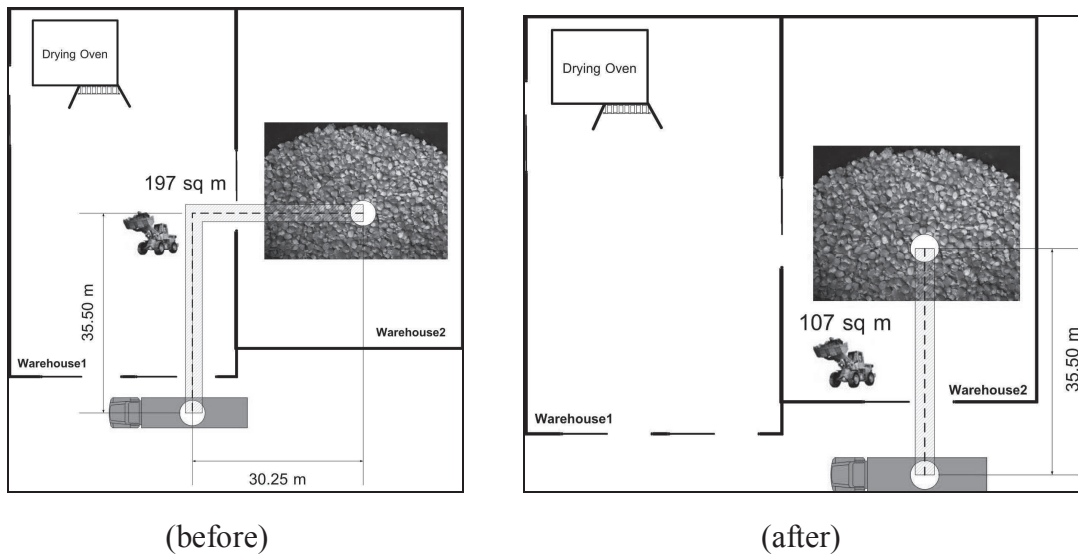 Drying Oven
197 sq m
35.50 m
Warehouse2
Warehouse1
30.25 m
(before)
Drying Oven
107 sq m
35.50 m
Warehouse2
Warehouse1
(after)